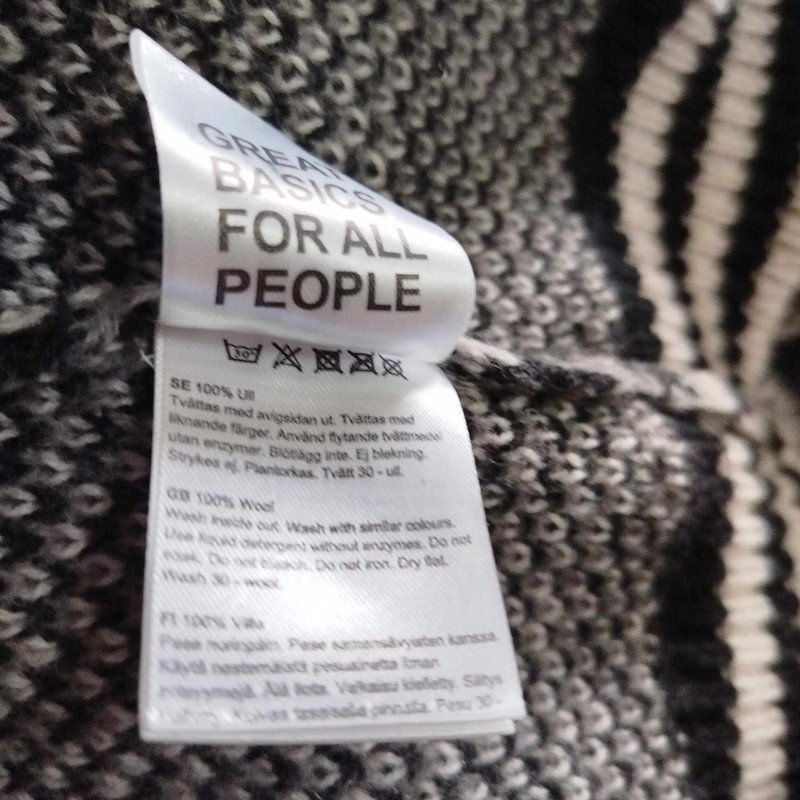 GREAT
BASICS
FOR ALL
PEOPLE
30°
SE 100% Ull
Tvättas med avigsidan ut. Tvättas med
liknande färger. Använd flytande tvättmedel
utan enzymer. Blötlägg inte. Ej blekning.
Strykes ej. Plantorkas. Tvätt 30 - ull.
GB 100% Wool
Wash inside out. Wash with similar colours.
Use liquid detergent without enzymes. Do not
soak. Do not bleach. Do not iron. Dry flat.
Wash 30 - wool.
FI 100% Villa
Pese nurinpäin. Pese samansävyisten kanssa.
Käytä nestemäistä pesuainetta ilman
entsyymejä. Älä liota. Valkaisu kielletty. Silitys
tasaisella pinnalla. Pesu 30 -